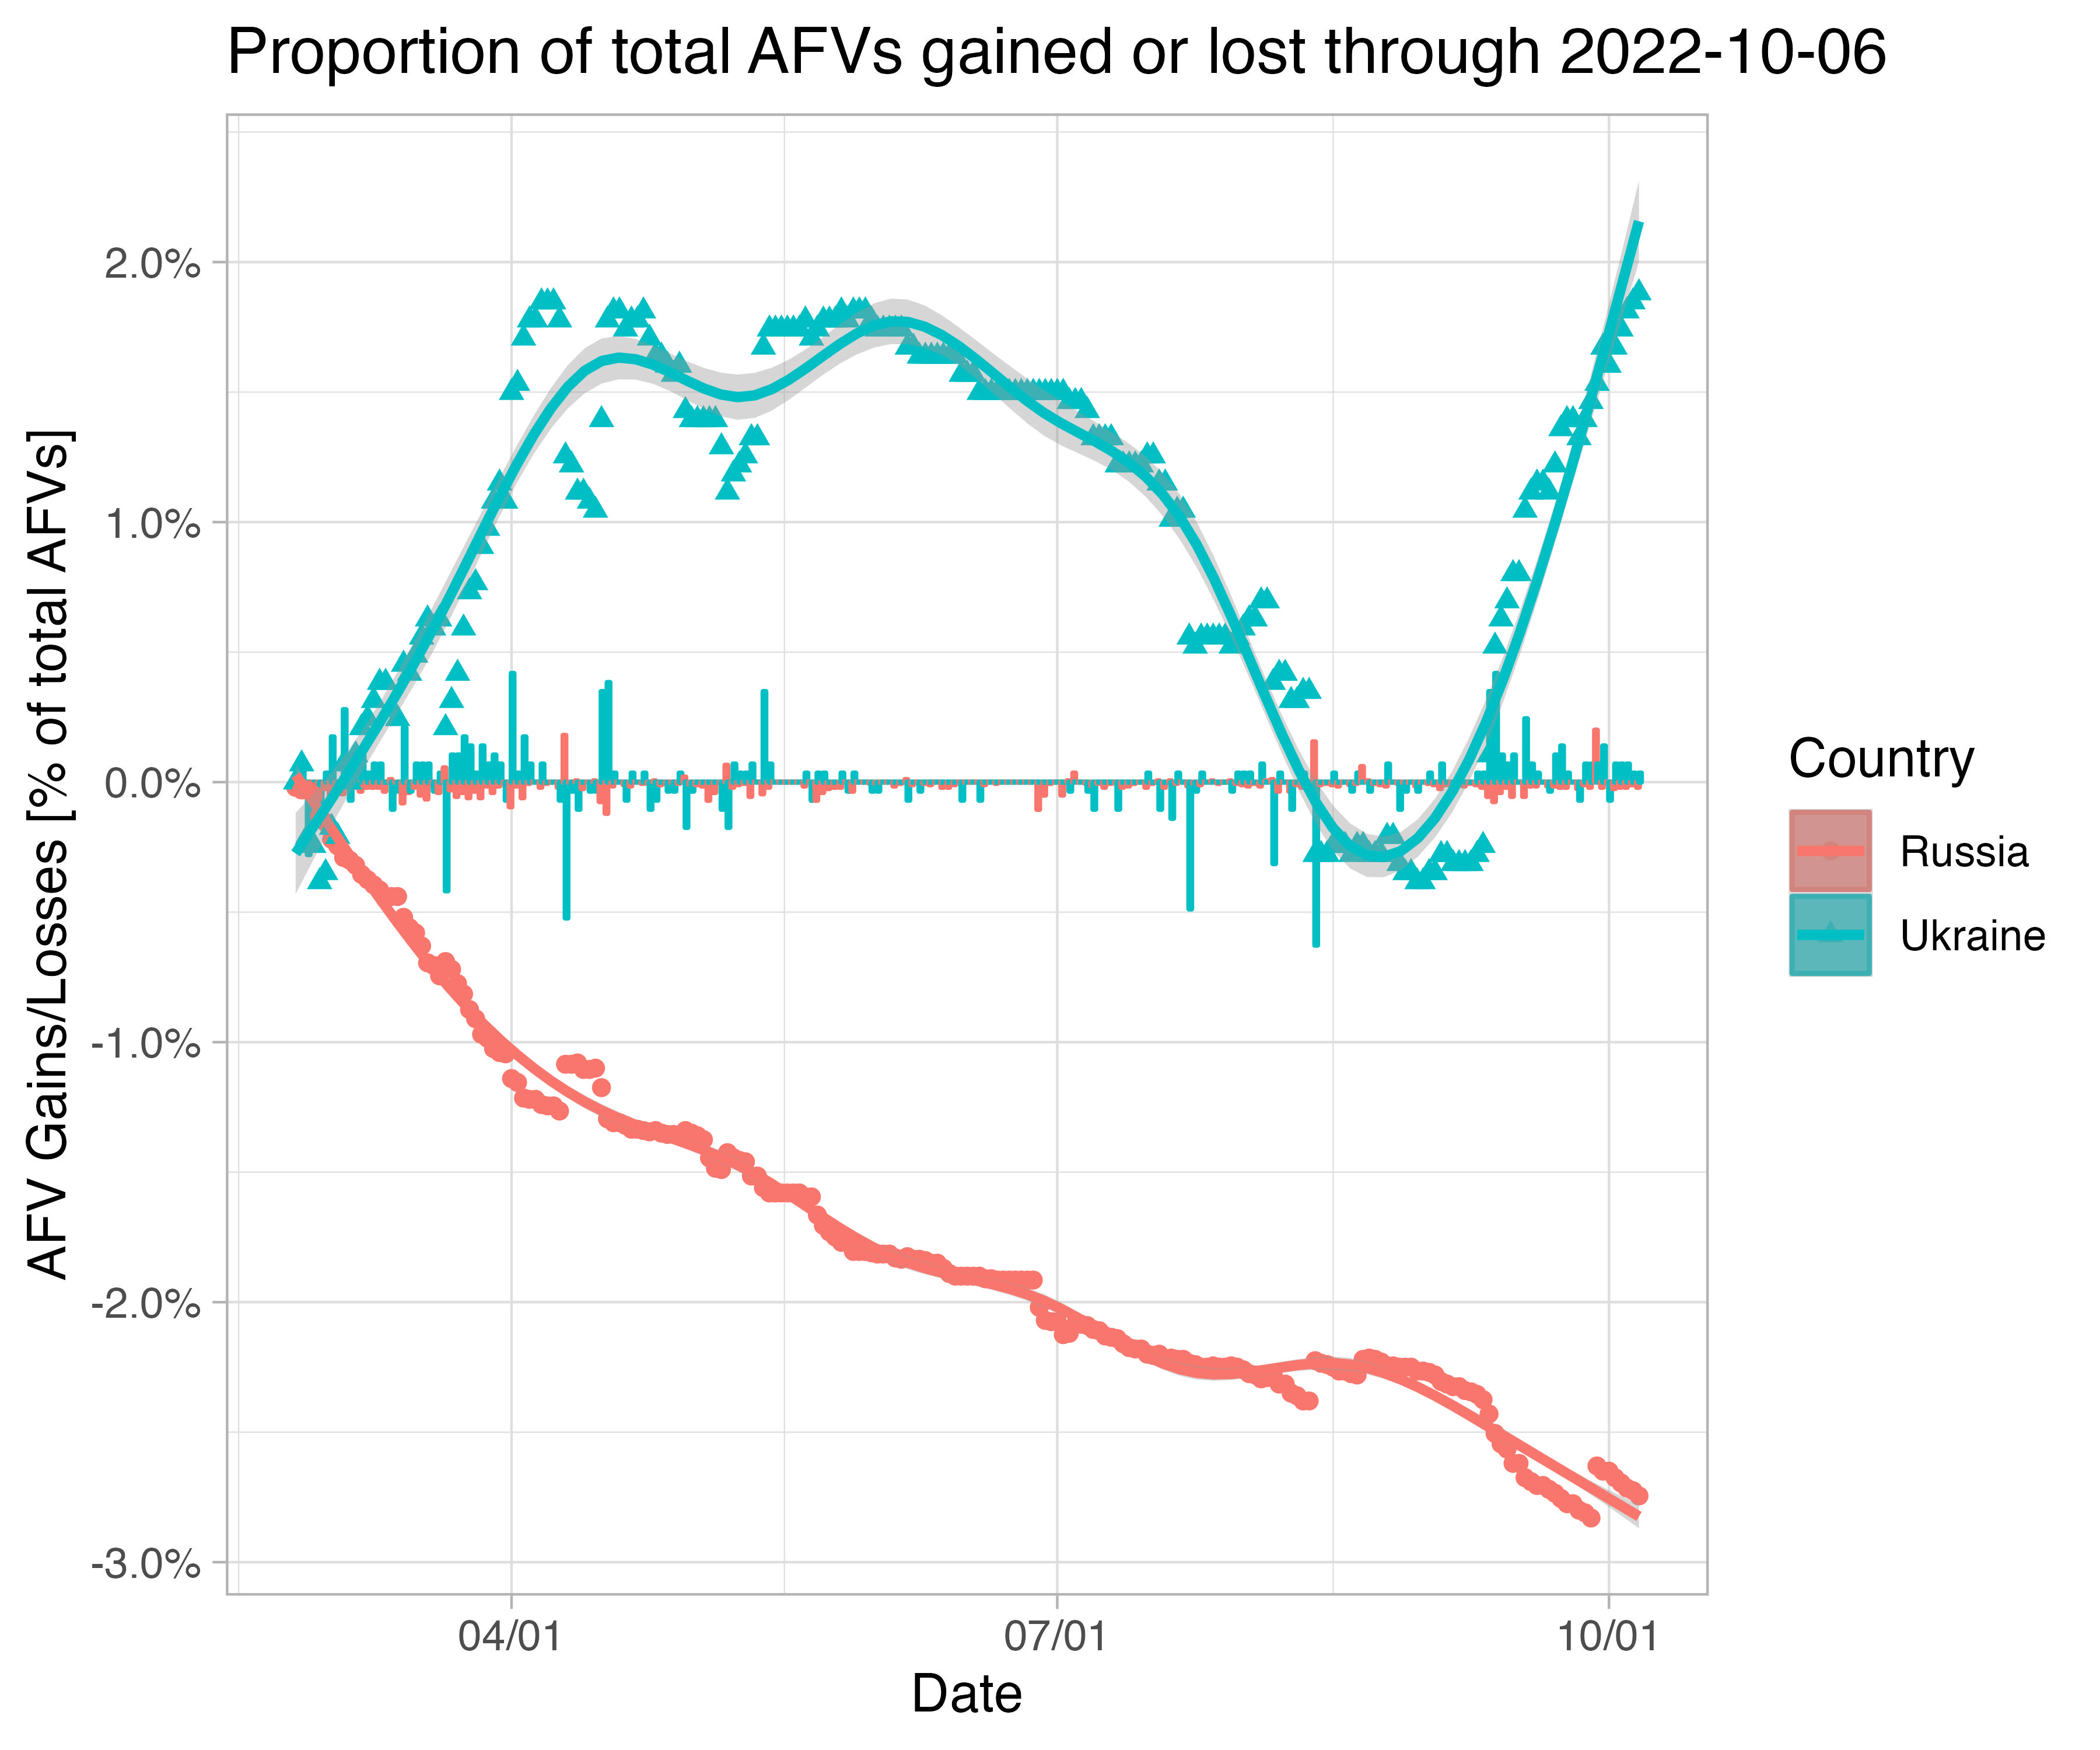 Proportion of total AFVs gained or lost through 2022-10-06
AFV Gains/Losses [% of total AFVs]
2.0%
1.0%
0.0%
-1.0%
-2.0%
-3.0%
04/01
07/01
10/01
Date
Country
Russia
Ukraine